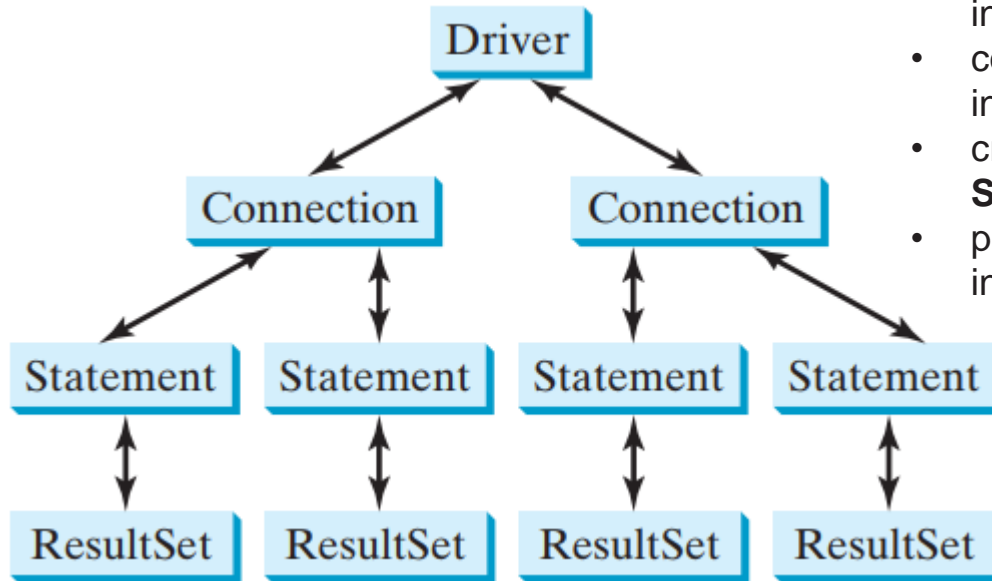 Driver
Connection Connection
Statement Statement Statement Statement
ResultSet ResultSet ResultSet ResultSet
•
•
•